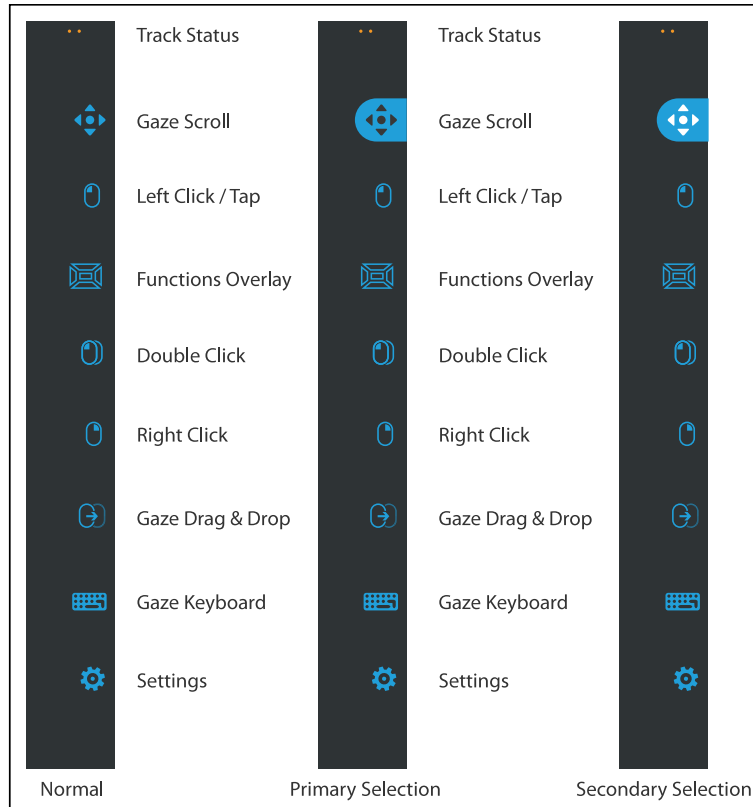 Track Status Track Status
Gaze Scroll Gaze Scroll
Left Click / Tap Left Click / Tap
Functions Overlay Functions Overlay
Double Click Double Click
Right Click Right Click
Gaze Drag & Drop Gaze Drag & Drop
Gaze Keyboard Gaze Keyboard
Settings Settings
Normal Primary Selection Secondary Selection